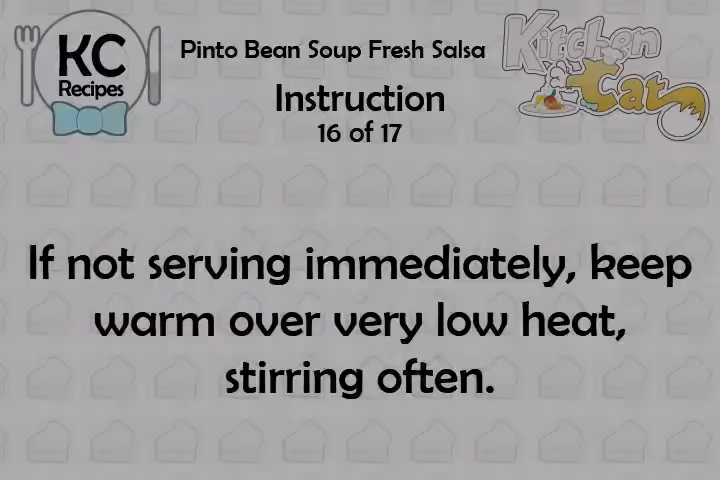 KC
Recipes
Pinto Bean Soup Fresh Salsa
Kitchen
Cat
Instruction
16 of 17
If not serving immediately, keep
warm over very low heat,
stirring often.